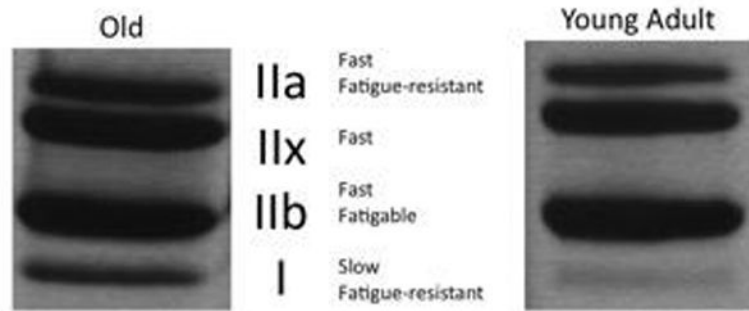 Old
Young Adult
IIa
Fast
Fatigue-resistant
IIx
Fast
IIb
Fast
Fatigable
I
Slow
Fatigue-resistant